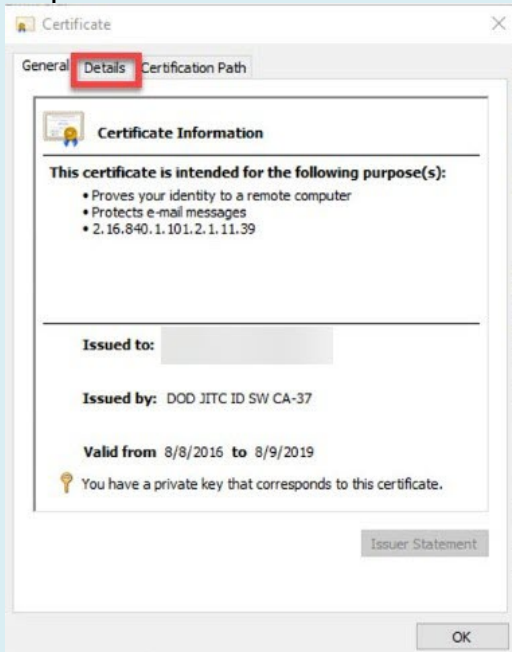 Certificate
General Details Certification Path
Certificate Information
This certificate is intended for the following purpose(s):
• Proves your identity to a remote computer
• Protects e-mail messages
• 2.16.840.1.101.2.1.11.39
Issued to:
Issued by: DOD JITC ID SW CA-37
Valid from 8/8/2016 to 8/9/2019
You have a private key that corresponds to this certificate.
Issuer Statement
OK